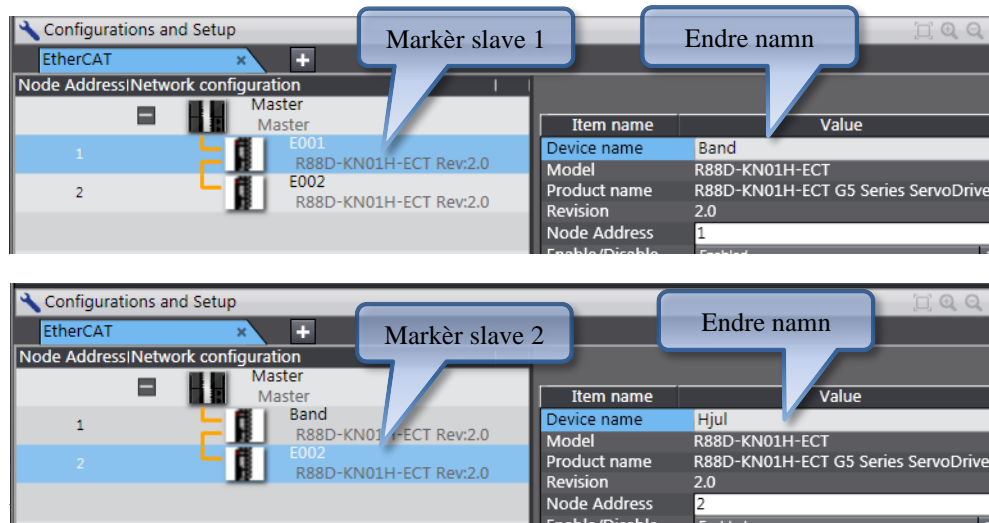 Configurations and Setup
Markèr slave 1
Endre namn
EtherCAT × +
Node Address|Network configuration
Master
Master
Item name Value
1 E001
R88D-KN01H-ECT Rev:2.0
Device name Band
Model R88D-KN01H-ECT
2 E002
R88D-KN01H-ECT Rev:2.0
Product name R88D-KN01H-ECT G5 Series ServoDrive
Revision 2.0
Node Address 1
Enable/Disable Enabled
Configurations and Setup
Markèr slave 2
Endre namn
EtherCAT × +
Node Address|Network configuration
Master
Master
Item name Value
1 Band
R88D-KN01H-ECT Rev:2.0
Device name Hjul
Model R88D-KN01H-ECT
2 E002
R88D-KN01H-ECT Rev:2.0
Product name R88D-KN01H-ECT G5 Series ServoDrive
Revision 2.0
Node Address 2